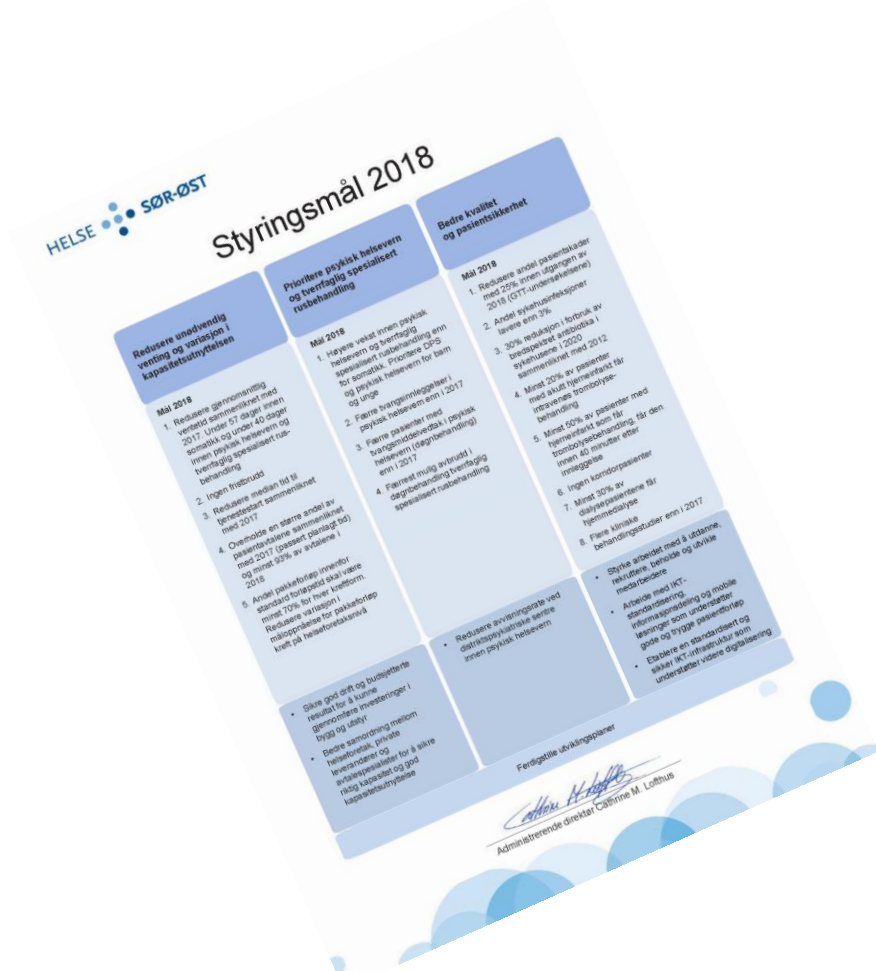 HELSE SØR-ØST
Styringsmål 2018
Redusere unødvendig
venting og variasjon i
kapasitetsutnyttelsen
Mål 2018
1. Redusere gjennomsnittlig
ventetid sammenliknet med
2017. Under 57 dager innen
somatikk og under 40 dager
innen psykisk helsevern og
tverrfaglig spesialisert rus-
behandling
2. Ingen fristbrudd
3. Redusere median tid til
tjenestestart sammenliknet
med 2017
4. Overholde en større andel av
pasientavtalene sammenliknet
med 2017 (passert planlagt tid)
og minst 93% av avtalene i
2018
5. Andel pakkeforløp innenfor
standard forløpstid skal være
minst 70% for hver kreftform.
Redusere variasjon i
måloppnåelse for pakkeforløp
kreft på helseforetaksnivå
• Sikre god drift og budsjetterte
resultat for å kunne
gjennomføre investeringer i
bygg og utstyr
• Bedre samordning mellom
helseforetak, private
leverandører og
avtalespesialister for å sikre
riktig kapasitet og god
kapasitetsutnyttelse
Prioritere psykisk helsevern
og tverrfaglig spesialisert
rusbehandling
Mål 2018
1. Høyere vekst innen psykisk
helsevern og tverrfaglig
spesialisert rusbehandling enn
for somatikk. Prioritere DPS
og psykisk helsevern for barn
og unge
2. Færre tvangsinnleggelser i
psykisk helsevern enn i 2017
3. Færre pasienter med
tvangsmiddelvedtak i psykisk
helsevern (døgnbehandling)
enn i 2017
4. Færrest mulig avbrudd i
døgnbehandling tverrfaglig
spesialisert rusbehandling
• Redusere avvisningsrate ved
distriktspsykiatriske sentre
innen psykisk helsevern
Bedre kvalitet
og pasientsikkerhet
Mål 2018
1. Redusere andel pasientskader
med 25% innen utgangen av
2018 (GTT-undersøkelsene)
2. Andel sykehusinfeksjoner
lavere enn 3%
3. 30% reduksjon i forbruk av
bredspektret antibiotika i
sykehusene i 2020
sammenliknet med 2012
4. Minst 20% av pasienter
med akutt hjerneinfarkt får
intravenøs trombolyse-
behandling
5. Minst 50% av pasienter med
hjerneinfarkt som får
trombolysebehandling, får den
innen 40 minutter etter
innleggelse
6. Ingen korridorpasienter
7. Minst 30% av
dialysepasientene får
hjemmedialyse
8. Flere kliniske
behandlingsstudier enn i 2017
• Styrke arbeidet med å utdanne,
rekruttere, beholde og utvikle
medarbeidere
• Arbeide med IKT-
standardisering,
informasjonsdeling og mobile
løsninger som understøtter
gode og trygge pasientforløp
• Etablere en standardisert og
sikker IKT-infrastruktur som
understøtter videre digitalisering
Ferdigstille utviklingsplaner
Cathrine M. Lofthus
Administrerende direktør Cathrine M. Lofthus